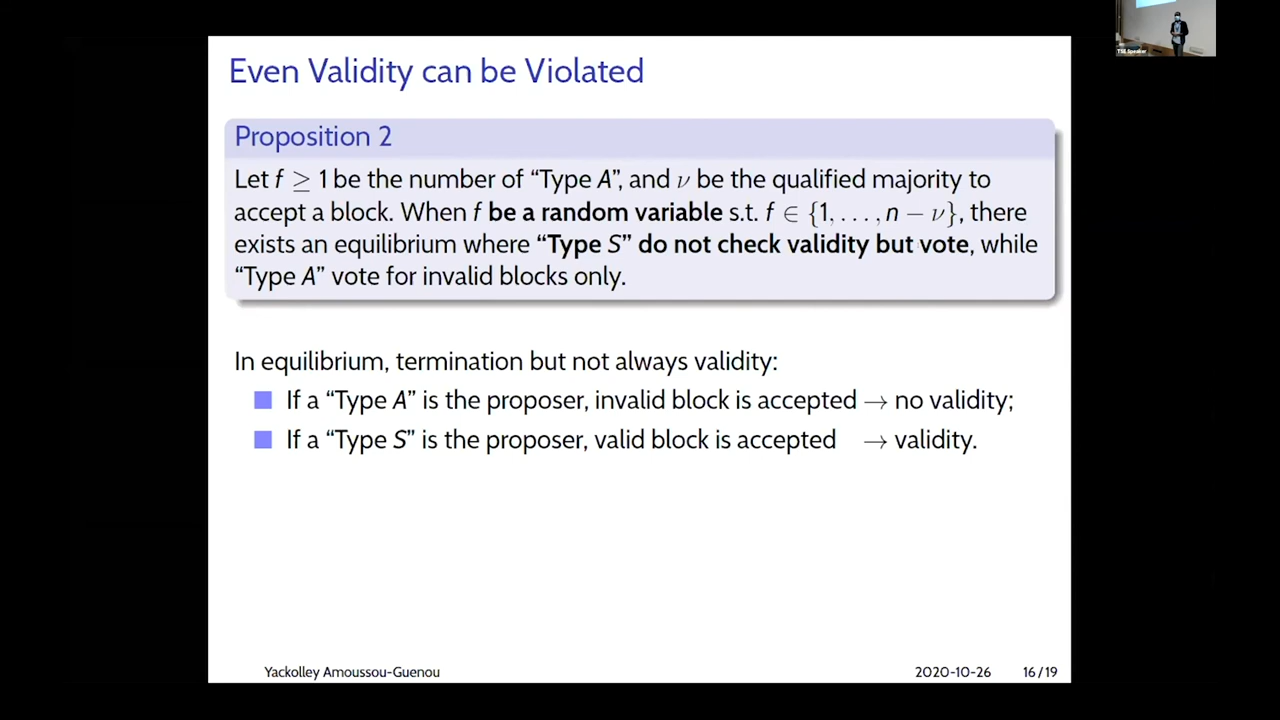 TSE Speaker
Even Validity can be Violated
Proposition 2
Let f ≥ 1 be the number of “Type A”, and ν be the qualified majority to
accept a block. When f be a random variable s.t. f ∈ {1, . . . , n − ν}, there
exists an equilibrium where “Type S” do not check validity but vote, while
“Type A” vote for invalid blocks only.
In equilibrium, termination but not always validity:
If a “Type A” is the proposer, invalid block is accepted → no validity;
If a “Type S” is the proposer, valid block is accepted → validity.
Yackolley Amoussou-Guenou
2020-10-26
16/19